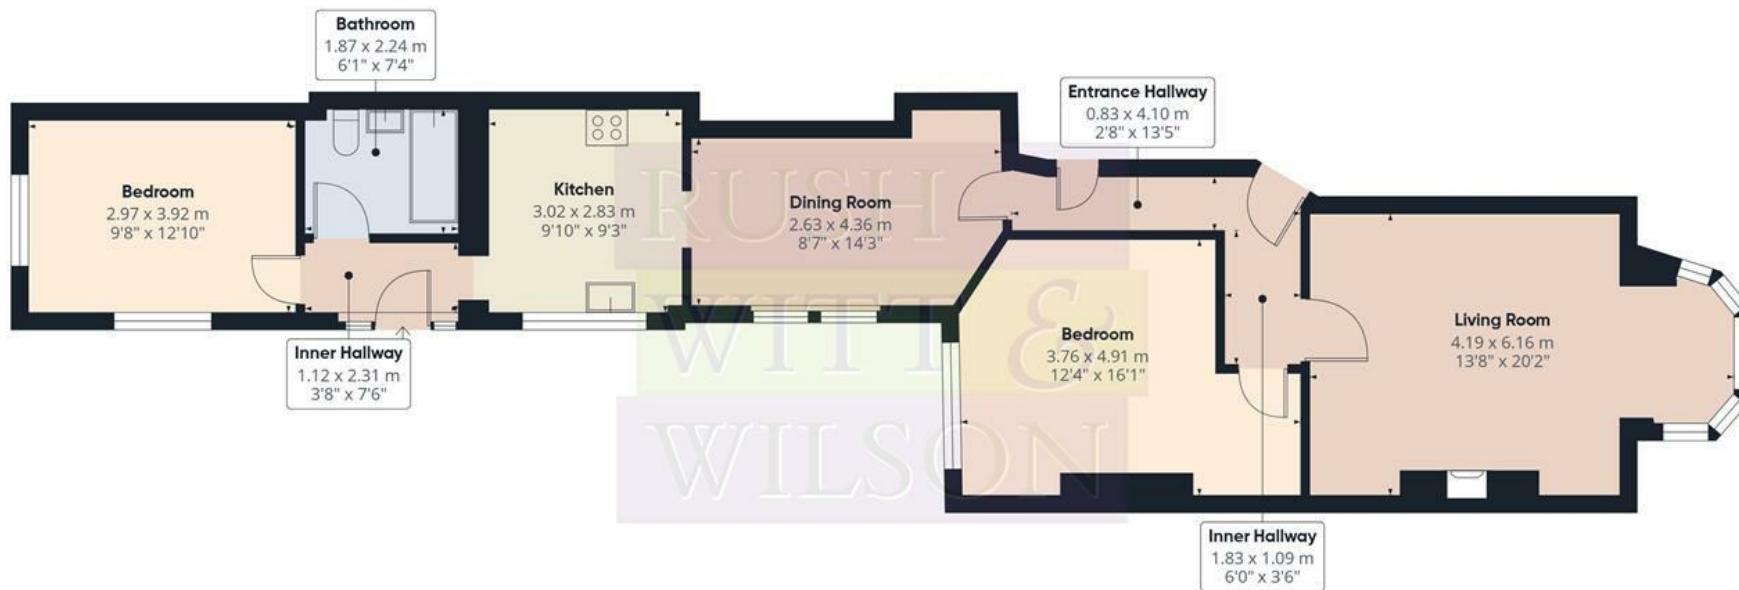 Bathroom
1.87 x 2.24 m
6'1" x 7'4"
Entrance Hallway
0.83 x 4.10 m
2'8" x 13'5"
Bedroom
2.97 x 3.92 m
9'8" x 12'10"
Kitchen
3.02 x 2.83 m
9'10" x 9'3"
Dining Room
2.63 x 4.36 m
8'7" x 14'3"
Inner Hallway
1.12 x 2.31 m
3'8" x 7'6"
Bedroom
3.76 x 4.91 m
12'4" x 16'1"
Living Room
4.19 x 6.16 m
13'8" x 20'2"
Inner Hallway
1.83 x 1.09 m
6'0" x 3'6"
RUSH
WITT &
WILSON